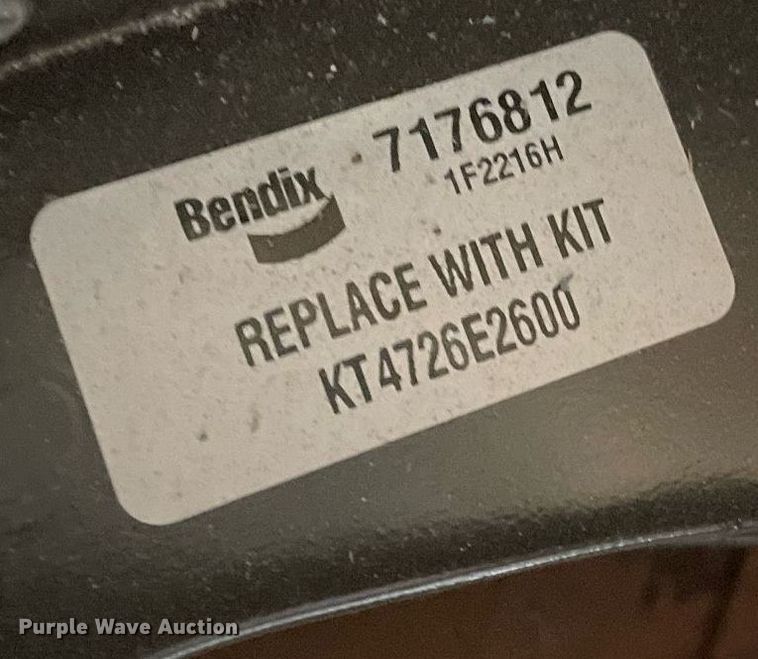 Bendix 7176812
1F2216H
REPLACE WITH KIT
KT4726E2600
Purple Wave Auction